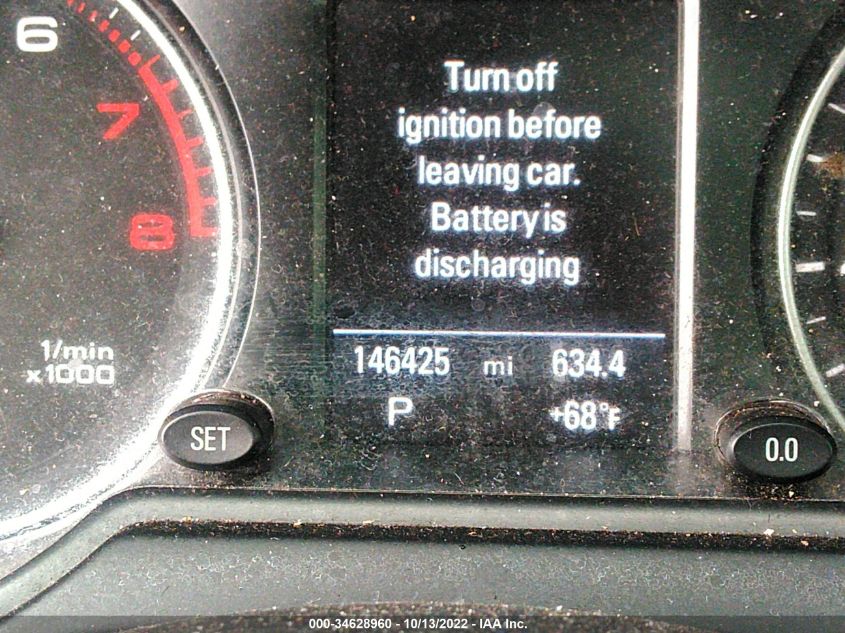 6
7
8
1/min
x1000
Turn off
ignition before
leaving car.
Battery is
discharging
146425 mi 634.4
P +68°F
SET
0.0
000-34628960 - 10/13/2022 - IAA Inc.